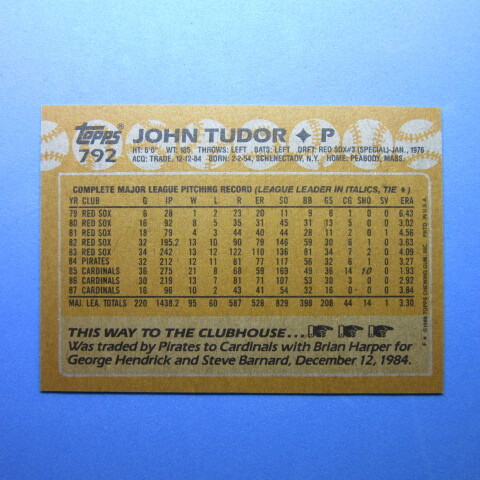 topps
792
JOHN TUDOR ✦ P
HT: 6'0" WT: 185 THROWS: LEFT BATS: LEFT DRFT: RED SOX #3 (SPECIAL)-JAN., 1976
ACQ: TRADE, 12-12-84 BORN: 2-2-54, SCHENECTADY, N.Y. HOME: PEABODY, MASS.
COMPLETE MAJOR LEAGUE PITCHING RECORD (LEAGUE LEADER IN ITALICS, TIE ♦)
YR CLUB G IP W L R ER SO BB GS CG SHO SV ERA
79 RED SOX 6 28 1 2 23 20 11 9 6 1 0 0 6.43
80 RED SOX 16 92 8 5 35 31 45 31 13 5 0 0 3.02
81 RED SOX 18 79 4 3 44 40 44 28 11 2 0 1 4.56
82 RED SOX 32 195.2 13 10 90 79 146 59 30 6 1 0 3.63
83 RED SOX 34 242 13 12 122 110 136 81 34 7 2 0 4.09
84 PIRATES 32 212 12 11 81 77 117 56 32 6 1 0 3.27
85 CARDINALS 36 275 21 8 68 59 169 49 36 14 10 0 1.93
86 CARDINALS 30 219 13 7 81 71 107 53 30 3 0 0 2.92
87 CARDINALS 16 96 10 2 43 41 54 32 16 0 0 0 3.84
MAJ. LEA. TOTALS 220 1438.2 95 60 587 528 829 398 208 44 14 1 3.30
THIS WAY TO THE CLUBHOUSE...
Was traded by Pirates to Cardinals with Brian Harper for
George Hendrick and Steve Barnard, December 12, 1984.